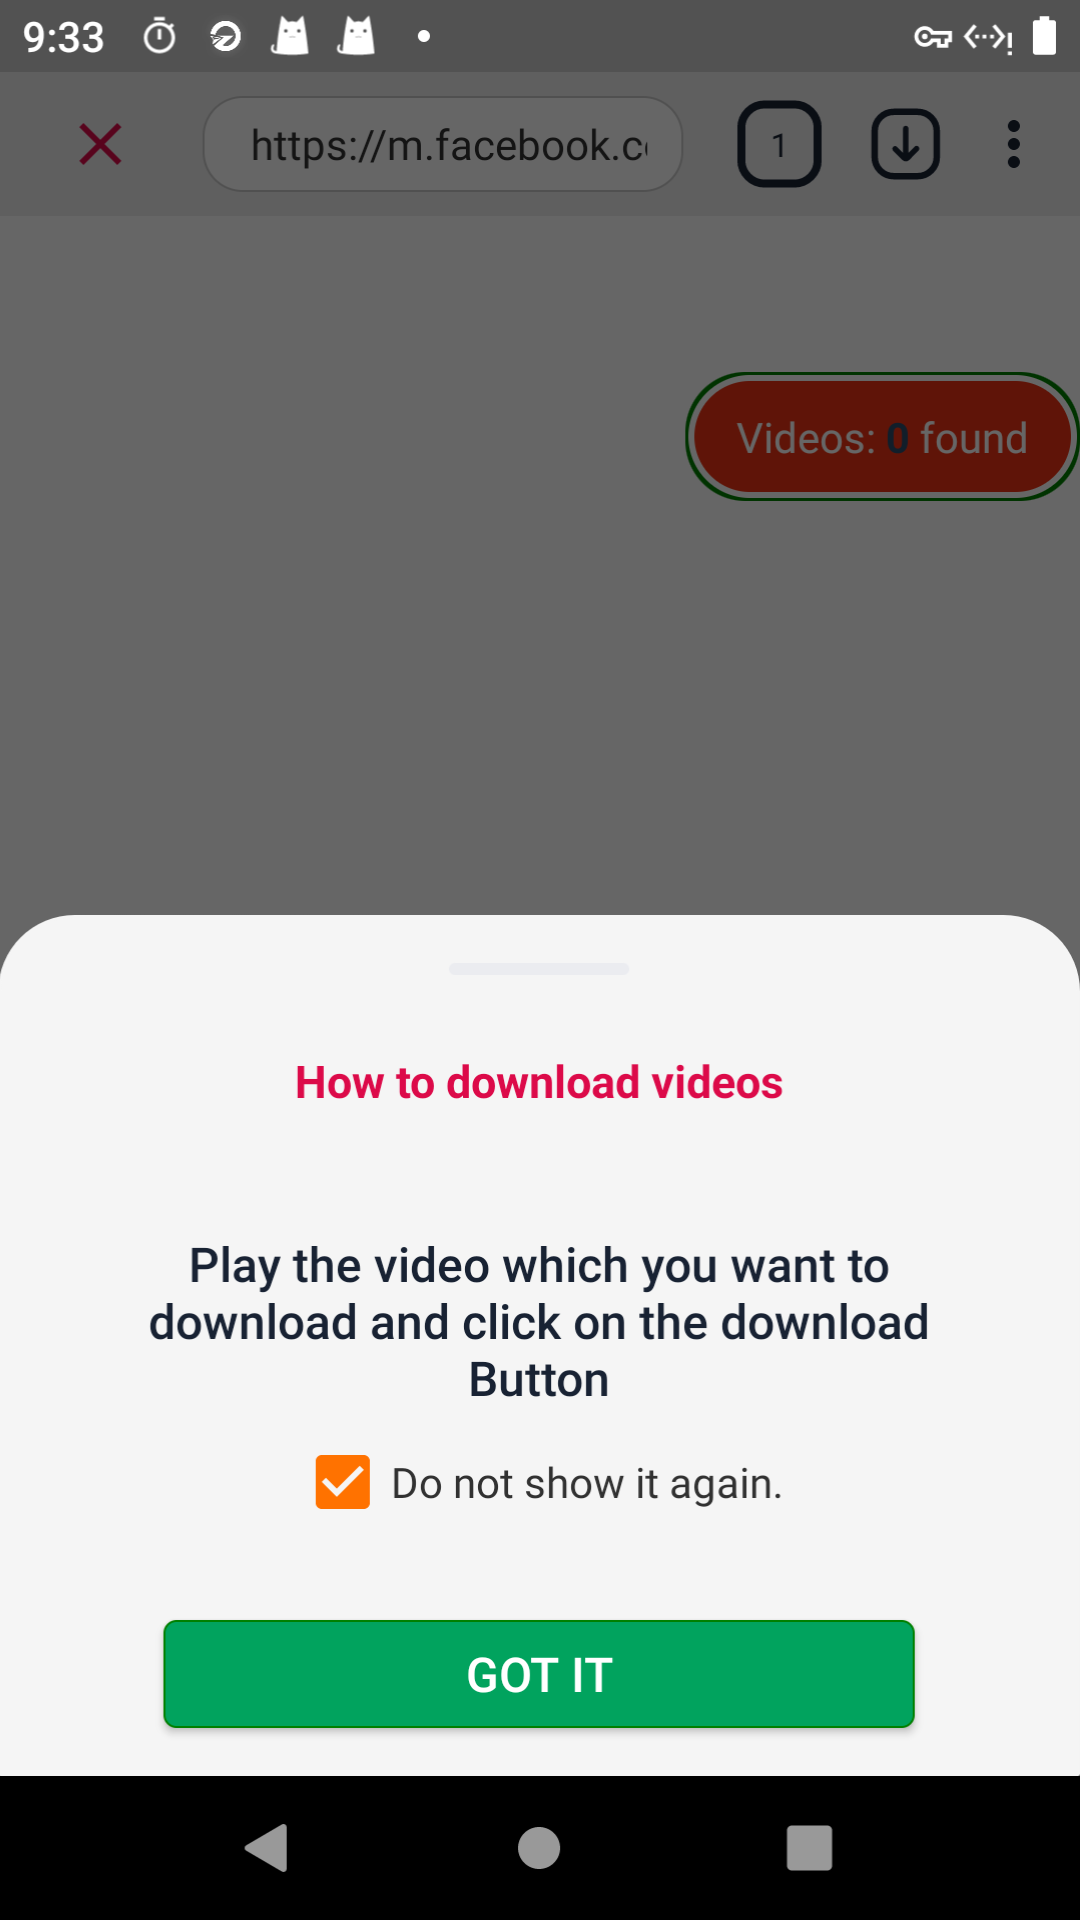 9:33
https://m.facebook.c
1
Videos: 0 found
How to download videos
Play the video which you want to
download and click on the download
Button
Do not show it again.
GOT IT